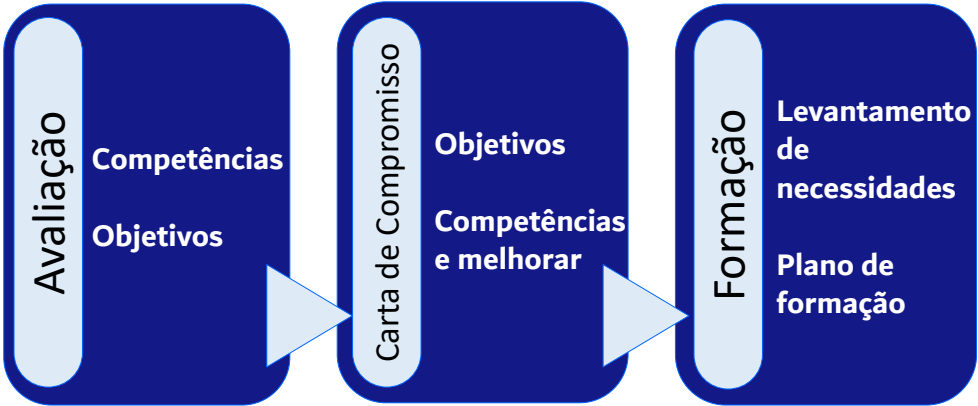 Avaliação
Competências
Objetivos
Carta de Compromisso
Objetivos
Competências
e melhorar
Formação
Levantamento
de
necessidades
Plano de
formação